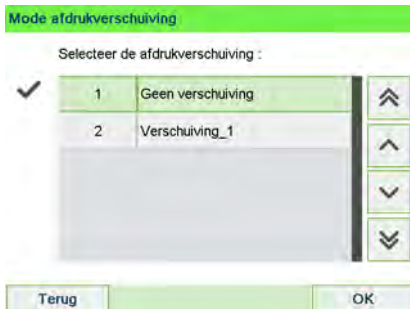 Mode afdrukverschuiving
Selecteer de afdrukverschuiving :
1 Geen verschuiving
2 Verschuiving_1
Terug OK